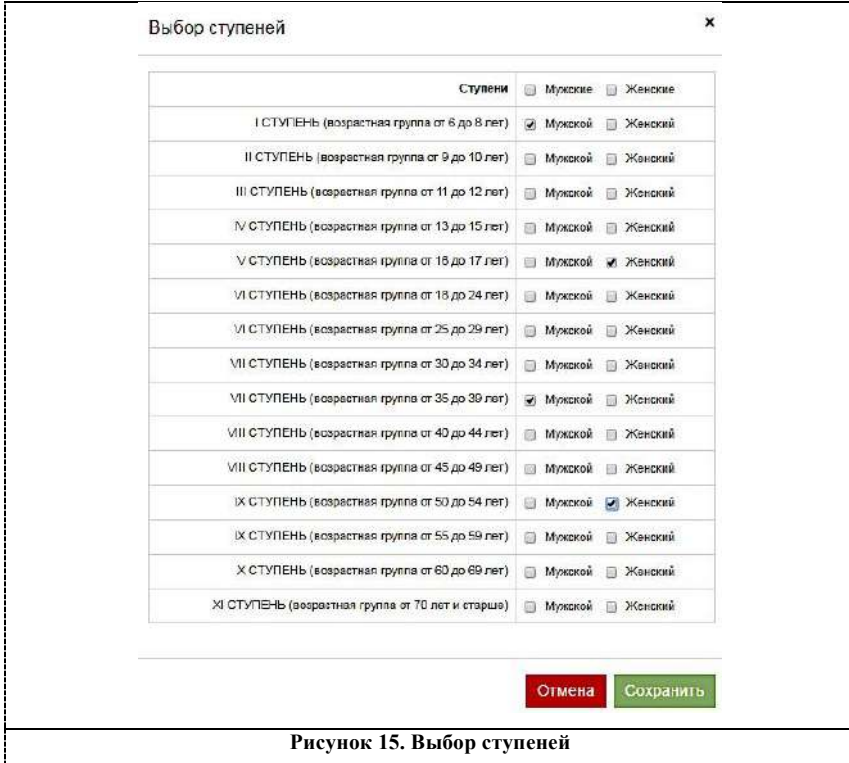 Выбор ступеней ×
Ступени Мужские Женские
I СТУПЕНЬ (возрастная группа от 6 до 8 лет) Мужской Женский
II СТУПЕНЬ (возрастная группа от 9 до 10 лет) Мужской Женский
III СТУПЕНЬ (возрастная группа от 11 до 12 лет) Мужской Женский
IV СТУПЕНЬ (возрастная группа от 13 до 15 лет) Мужской Женский
V СТУПЕНЬ (возрастная группа от 16 до 17 лет) Мужской Женский
VI СТУПЕНЬ (возрастная группа от 18 до 24 лет) Мужской Женский
VI СТУПЕНЬ (возрастная группа от 25 до 29 лет) Мужской Женский
VII СТУПЕНЬ (возрастная группа от 30 до 34 лет) Мужской Женский
VII СТУПЕНЬ (возрастная группа от 35 до 39 лет) Мужской Женский
VIII СТУПЕНЬ (возрастная группа от 40 до 44 лет) Мужской Женский
VIII СТУПЕНЬ (возрастная группа от 45 до 49 лет) Мужской Женский
IX СТУПЕНЬ (возрастная группа от 50 до 54 лет) Мужской Женский
IX СТУПЕНЬ (возрастная группа от 55 до 59 лет) Мужской Женский
X СТУПЕНЬ (возрастная группа от 60 до 69 лет) Мужской Женский
XI СТУПЕНЬ (возрастная группа от 70 лет и старше) Мужской Женский
Отмена Сохранить
Рисунок 15. Выбор ступеней